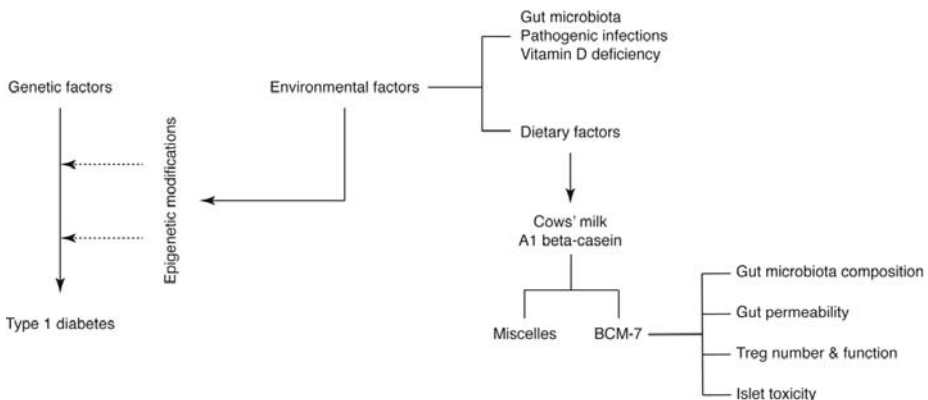 Gut microbiota
Pathogenic infections
Vitamin D deficiency
Genetic factors
Environmental factors
Epigenetic modifications
Dietary factors
Cows' milk
A1 beta-casein
Gut microbiota composition
Gut permeability
Type 1 diabetes
Miscelles
BCM-7
Treg number & function
Islet toxicity